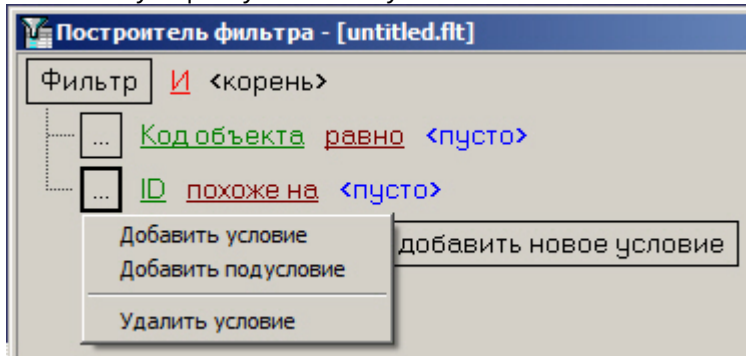 Построитель фильтра - [untitled.flt]
Фильтр И <корень>
... Код объекта равно <пусто>
... ID похоже на <пусто>
Добавить условие
добавить новое условие
Добавить подусловие
Удалить условие